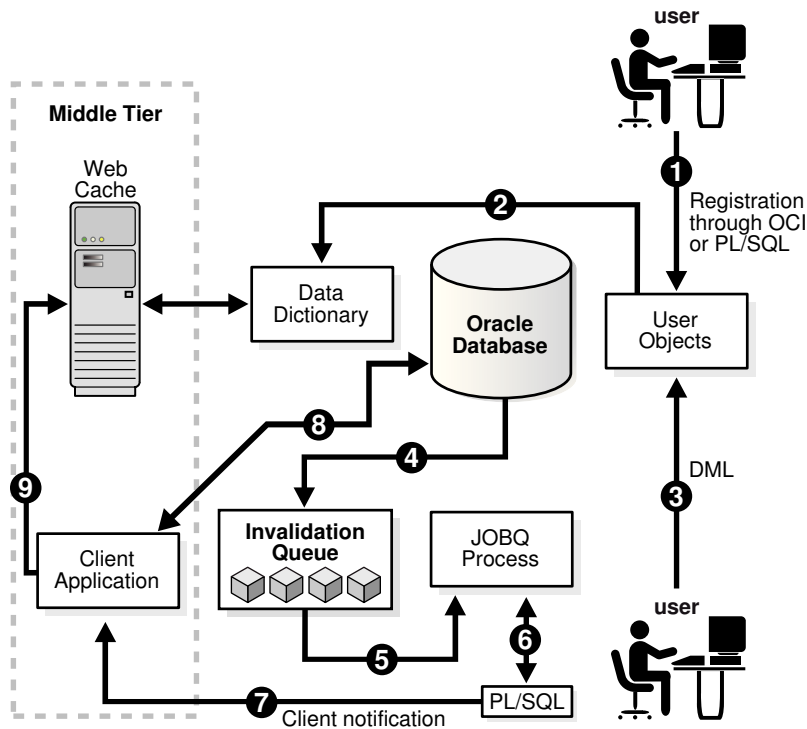 user
Middle Tier
Web
Cache
1
2
Registration
through OCI
or PL/SQL
Data
Dictionary
Oracle
Database
User
Objects
8
4
DML
9
3
Invalidation
Queue
JOBQ
Process
Client
Application
user
5
6
7
PL/SQL
Client notification